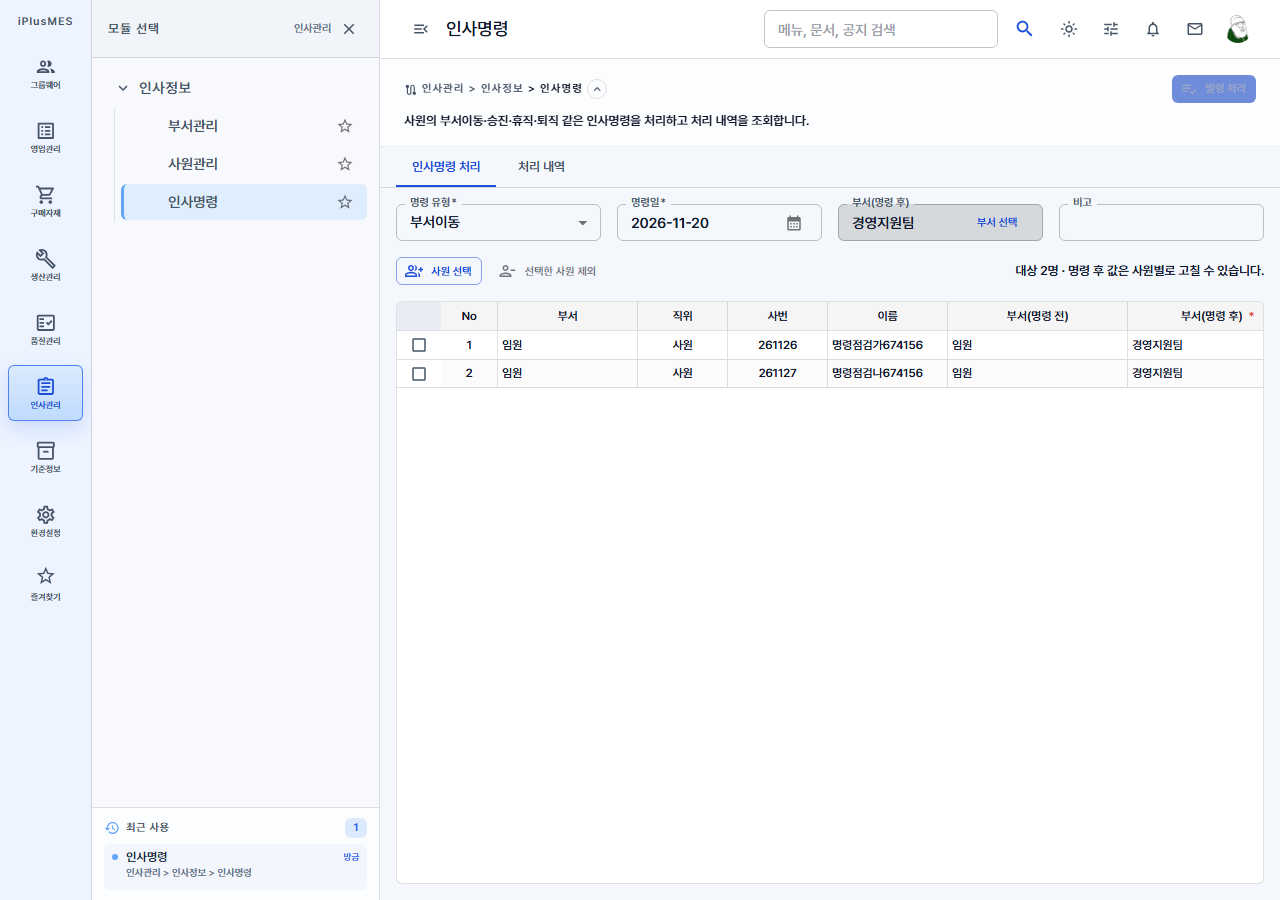 iPlusMES
그룹웨어
영업관리
구매자재
생산관리
품질관리
인사관리
기준정보
환경설정
즐겨찾기
모듈 선택
인사관리
인사정보
부서관리
사원관리
인사명령
최근 사용
1
인사명령
방금
인사관리 > 인사정보 > 인사명령
인사명령
메뉴, 문서, 공지 검색
인사관리 > 인사정보 > 인사명령
발령 처리
사원의 부서이동·승진·휴직·퇴직 같은 인사명령을 처리하고 처리 내역을 조회합니다.
인사명령 처리
처리 내역
명령 유형*
부서이동
명령일*
2026-11-20
부서(명령 후)
경영지원팀
부서 선택
비고
사원 선택
선택한 사원 제외
대상 2명 · 명령 후 값은 사원별로 고칠 수 있습니다.
No 부서 직위 사번 이름 부서(명령 전) 부서(명령 후) *
1 임원 사원 261126 명령점검가674156 임원 경영지원팀
2 임원 사원 261127 명령점검나674156 임원 경영지원팀